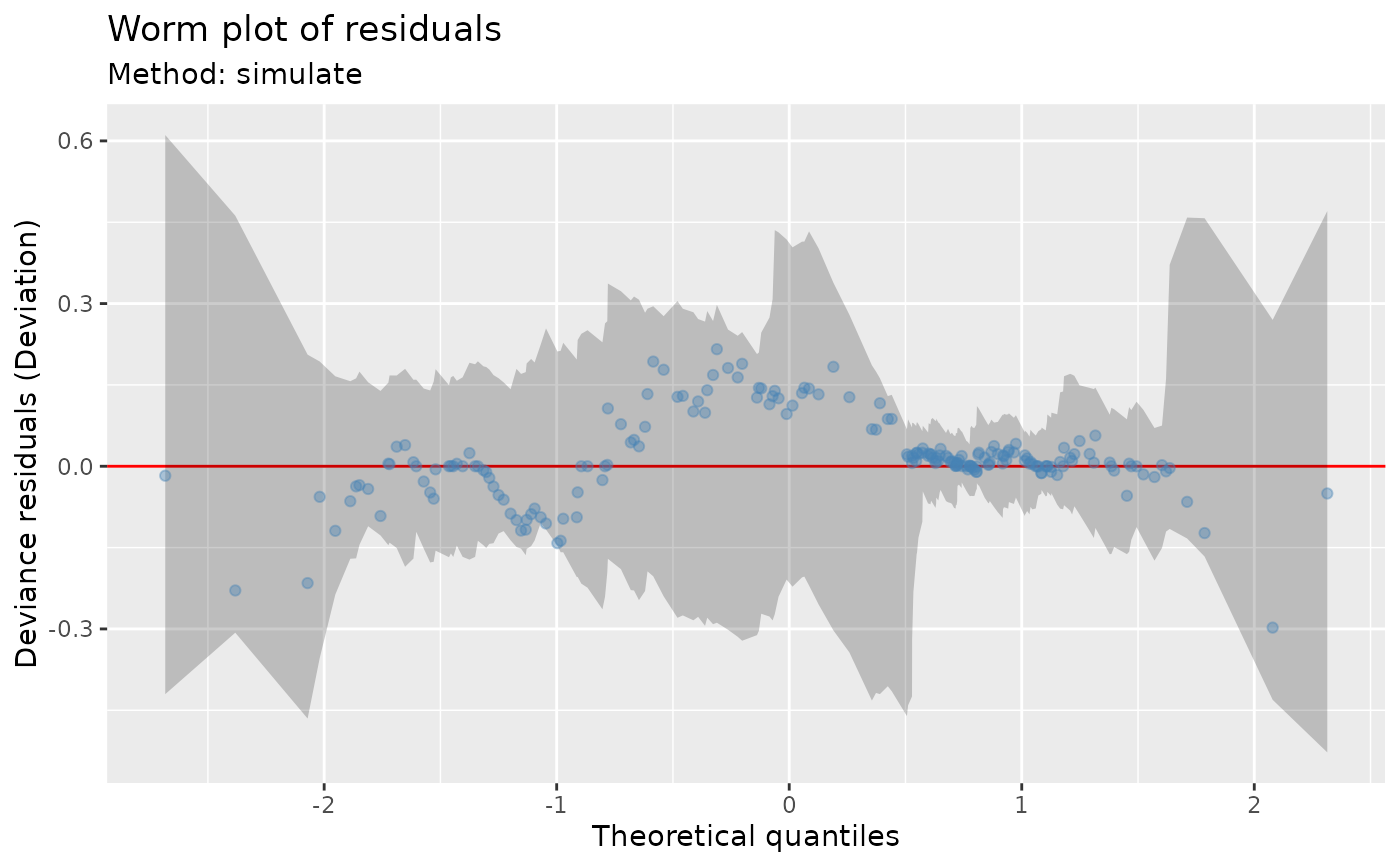 Worm plot of residuals
Method: simulate
Deviance residuals (Deviation)
0.6
0.3
0.0
-0.3
-2
-1
0
1
2
Theoretical quantiles